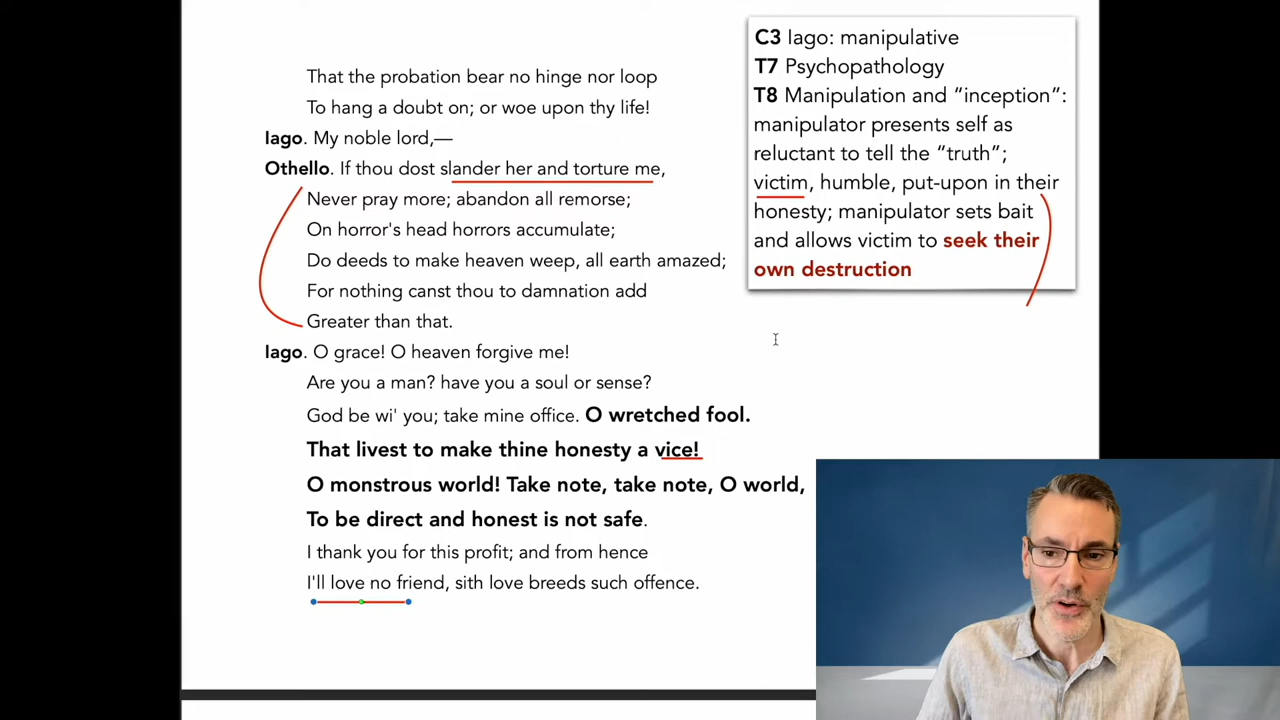 That the probation bear no hinge nor loop
To hang a doubt on; or woe upon thy life!
Iago. My noble lord,—
Othello. If thou dost slander her and torture me,
Never pray more; abandon all remorse;
On horror's head horrors accumulate;
Do deeds to make heaven weep, all earth amazed;
For nothing canst thou to damnation add
Greater than that.
Iago. O grace! O heaven forgive me!
Are you a man? have you a soul or sense?
God be wi' you; take mine office. O wretched fool.
That livest to make thine honesty a vice!
O monstrous world! Take note, take note, O world,
To be direct and honest is not safe.
I thank you for this profit; and from hence
I'll love no friend, sith love breeds such offence.
C3 Iago: manipulative
T7 Psychopathology
T8 Manipulation and “inception”:
manipulator presents self as
reluctant to tell the “truth”;
victim, humble, put-upon in their
honesty; manipulator sets bait
and allows victim to seek their
own destruction